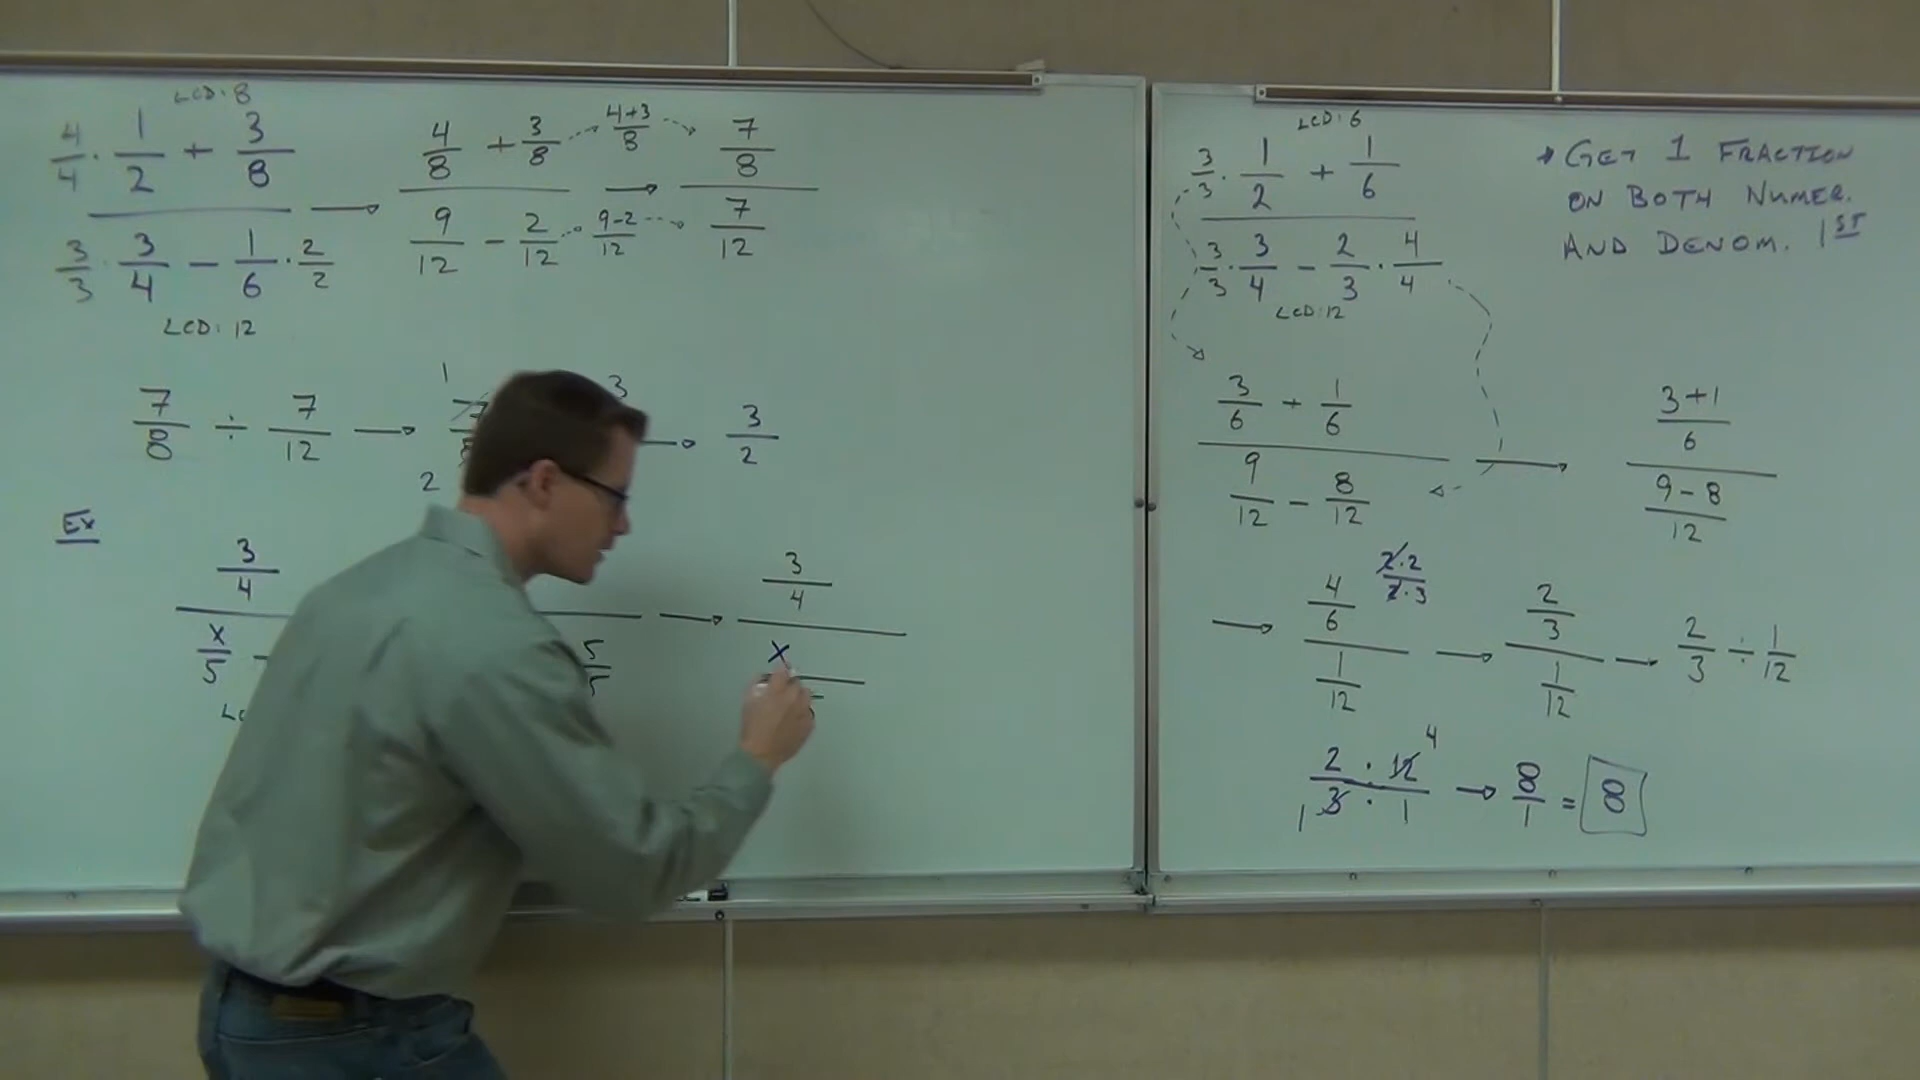 LCD: 8
4/4 · 1/2 + 3/8
3/3 · 3/4 − 1/6 · 2/2
LCD: 12
4/8 + 3/8
9/12 − 2/12
4+3/8
9−2/12
7/8
7/12
7/8 ÷ 7/12 → 1 7 2 3 → 3/2
Ex
3/4
x/5 −
5/5
→
3/4
x
LCD: 6
3/3 · 1/2 + 1/6
3/3 · 3/4 − 2/3 · 4/4
LCD: 12
GET 1 FRACTION
ON BOTH NUMER.
AND DENOM. 1ST
3/6 + 1/6
9/12 − 8/12
→
3+1/6
9−8/12
→
4/6
1/12
2·2/2·3
→
2/3
1/12
→ 2/3 ÷ 1/12
2 · 12 4
1 3 · 1
→ 8/1 = 8